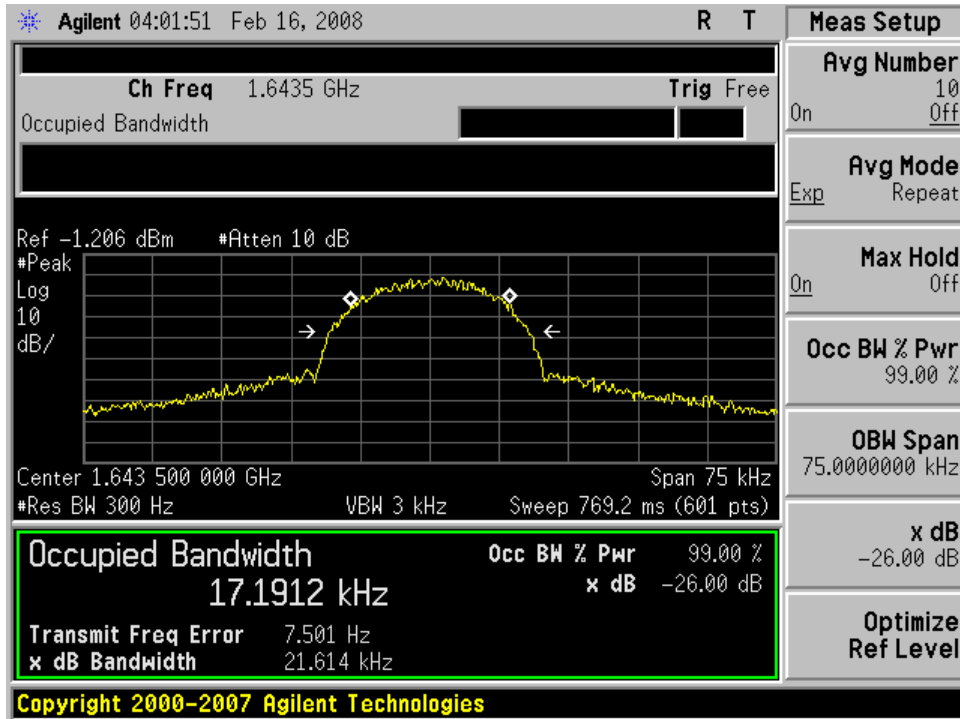 Agilent 04:01:51 Feb 16, 2008 R T
Ch Freq 1.6435 GHz Trig Free
Occupied Bandwidth
Ref -1.206 dBm #Atten 10 dB
#Peak
Log
10
dB/
Center 1.643 500 000 GHz Span 75 kHz
#Res BW 300 Hz VBW 3 kHz Sweep 769.2 ms (601 pts)
Occupied Bandwidth Occ BW % Pwr 99.00 %
17.1912 kHz x dB -26.00 dB
Transmit Freq Error 7.501 Hz
x dB Bandwidth 21.614 kHz
Copyright 2000-2007 Agilent Technologies
Meas Setup
Avg Number
10
On Off
Avg Mode
Exp Repeat
Max Hold
On Off
Occ BW % Pwr
99.00 %
OBW Span
75.0000000 kHz
x dB
-26.00 dB
Optimize
Ref Level